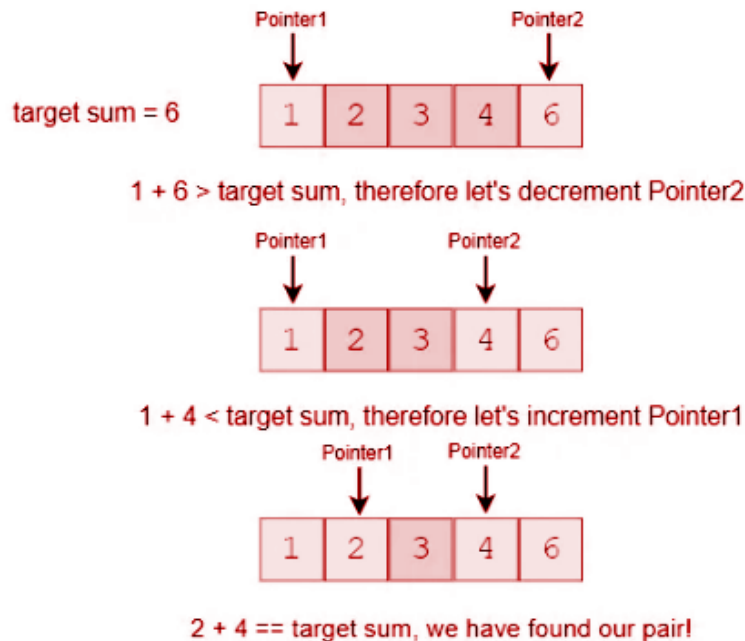 Pointer1 Pointer2
target sum = 6 1 2 3 4 6
1 + 6 > target sum, therefore let's decrement Pointer2
Pointer1 Pointer2
1 2 3 4 6
1 + 4 < target sum, therefore let's increment Pointer1
Pointer1 Pointer2
1 2 3 4 6
2 + 4 == target sum, we have found our pair!